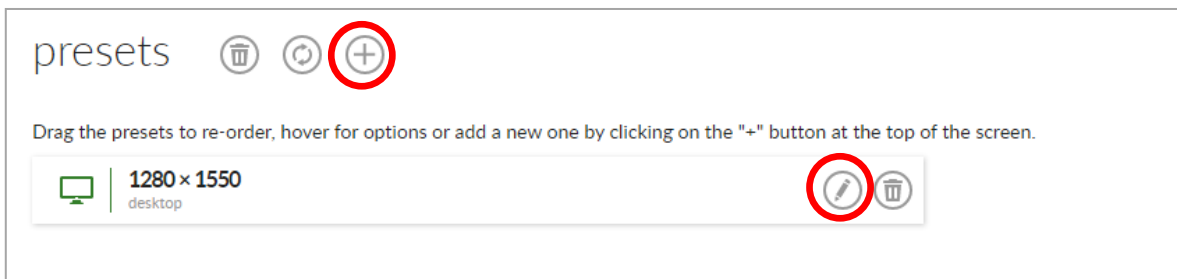 presets
Drag the presets to re-order, hover for options or add a new one by clicking on the "+" button at the top of the screen.
1280 × 1550
desktop